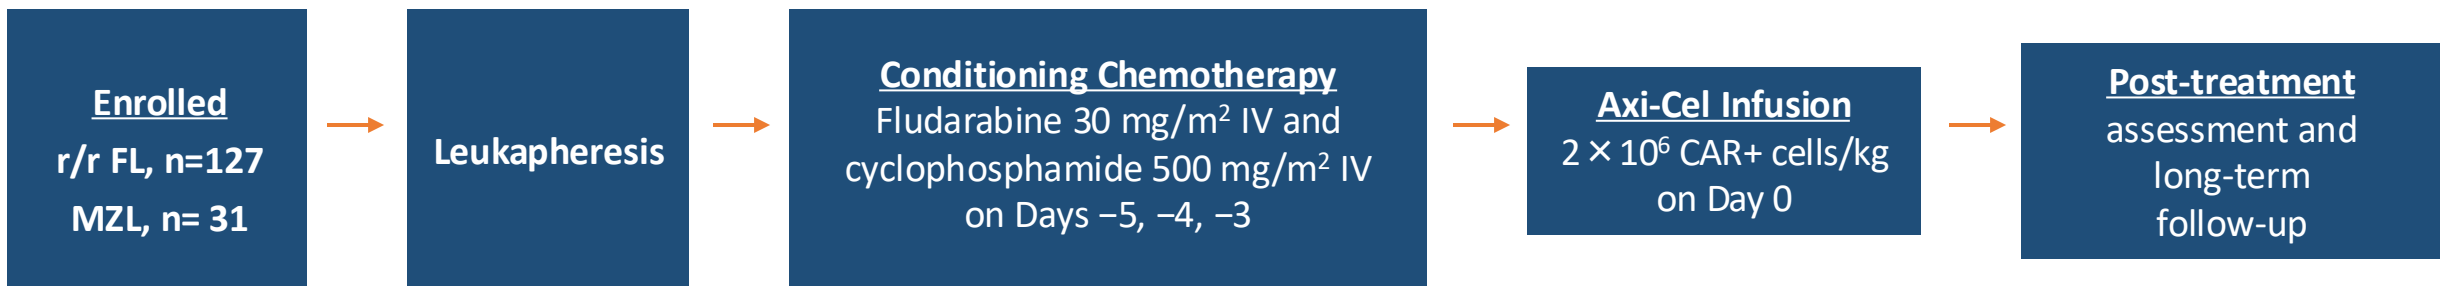 Enrolled
r/r FL, n=127
MZL, n= 31
Leukapheresis
Conditioning Chemotherapy
Fludarabine 30 mg/m² IV and
cyclophosphamide 500 mg/m² IV
on Days −5, −4, −3
Axi-Cel Infusion
2 × 10⁶ CAR+ cells/kg
on Day 0
Post-treatment
assessment and
long-term
follow-up